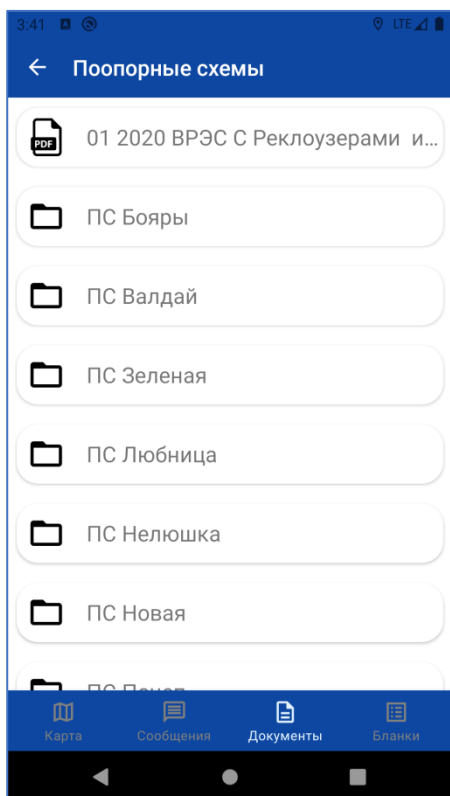 3:41 LTE
Поопорные схемы
PDF 01 2020 ВРЭС С Реклоузерами и...
ПС Бояры
ПС Валдай
ПС Зеленая
ПС Любница
ПС Нелюшка
ПС Новая
ПС
Карта Сообщения Документы Бланки